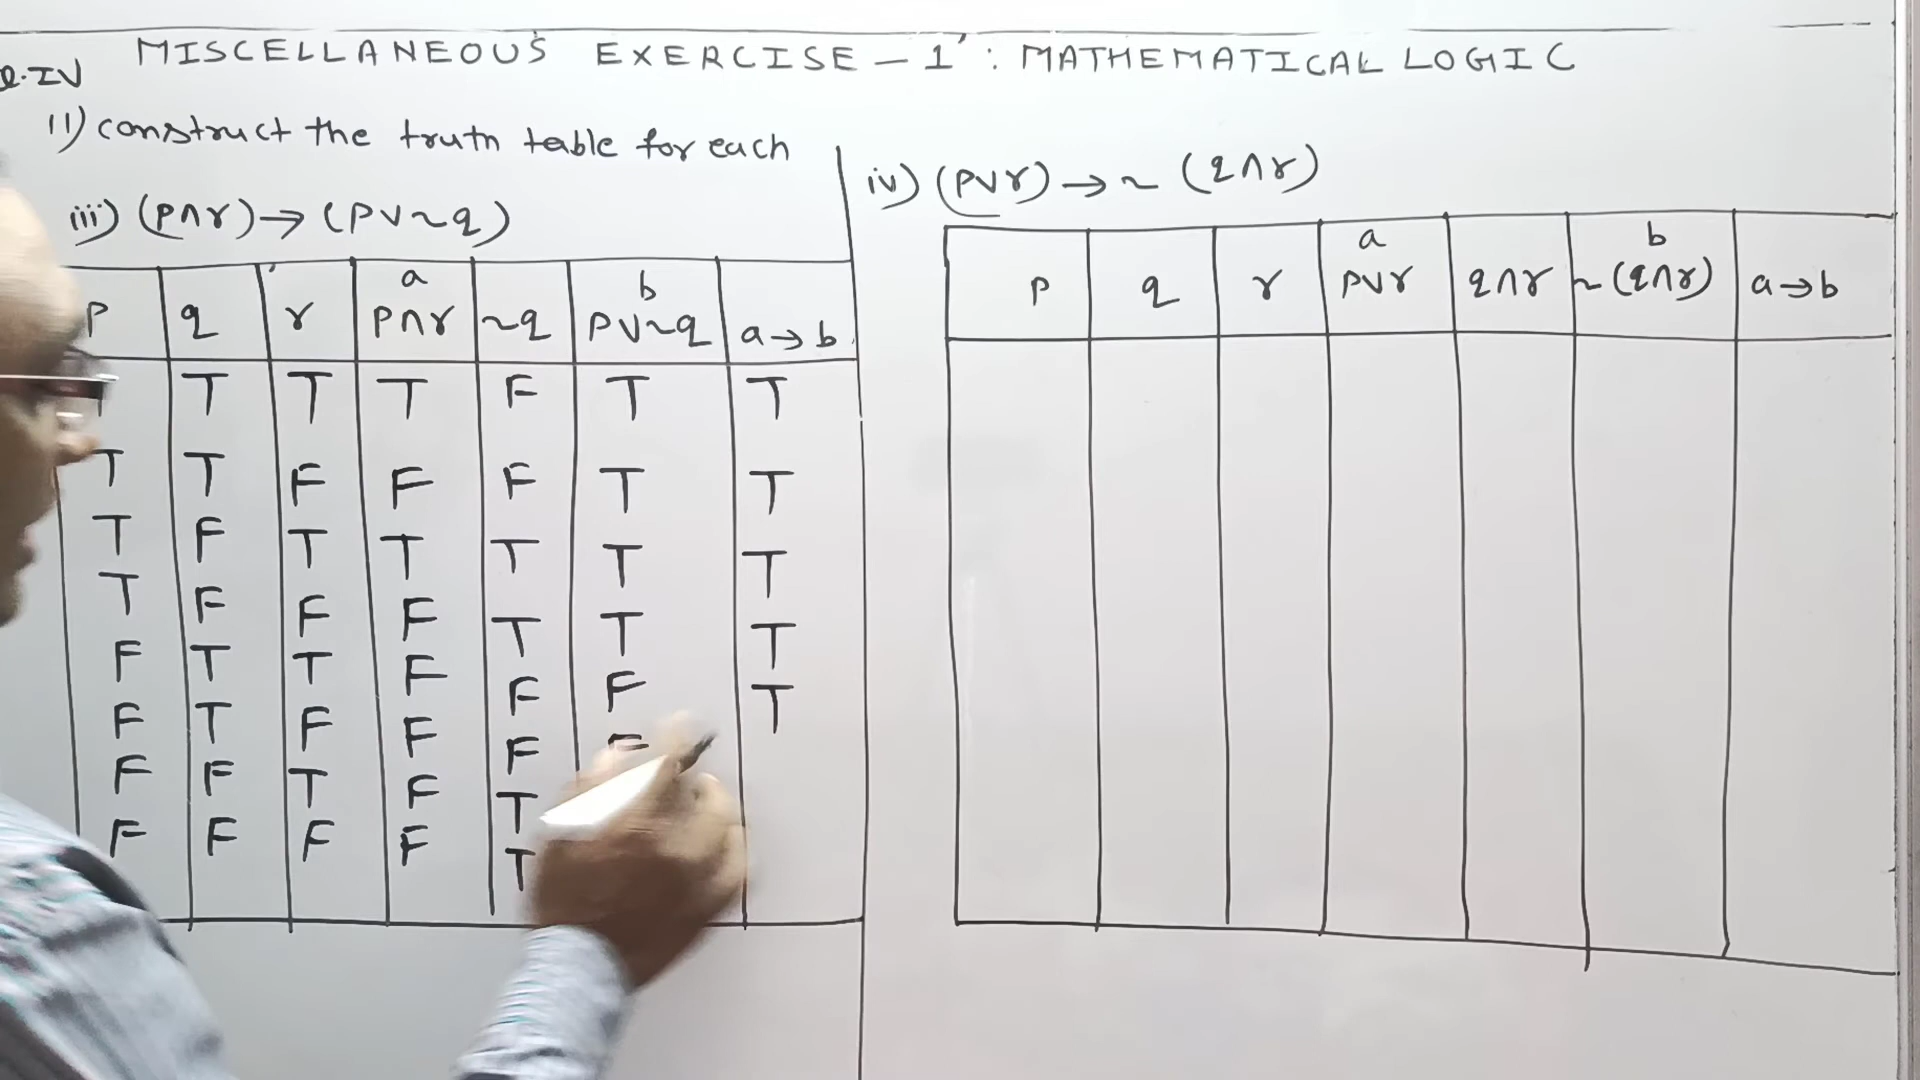 MISCELLANEOUS EXERCISE - 1 : MATHEMATICAL LOGIC
Q.IV
11) construct the truth table for each
iii) (p∧r) → (p∨~q)
a b
p q r p∧r ~q p∨~q a→b
T T T F T T
T T F F F T T
T F T T T T T
T F F F T T T
F T T F F F T
F T F F F
F F T F T
F F F F T
iv) (p∨r) → ~ (q∧r)
a b
p q r p∨r q∧r ~(q∧r) a→b